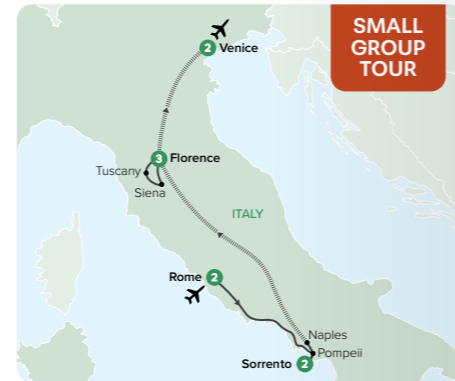 SMALL
GROUP
TOUR
2 Venice
3 Florence
Tuscany
Siena
ITALY
Rome 2
Naples
Pompeii
Sorrento 2